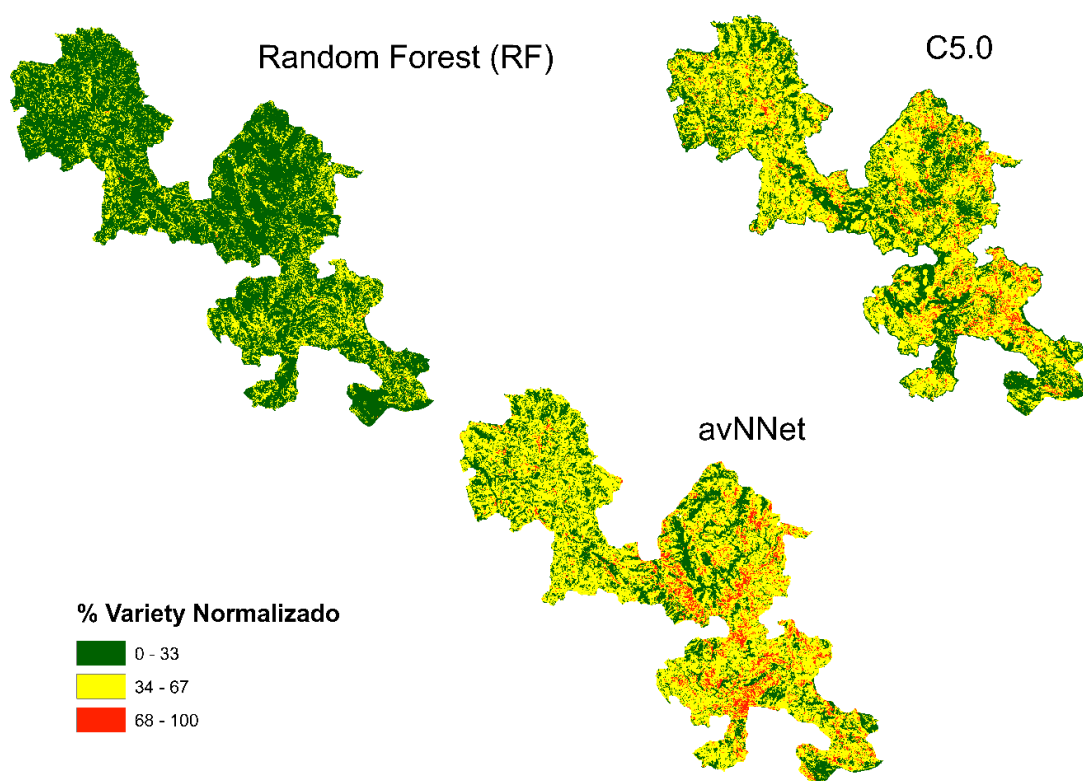 Random Forest (RF)
C5.0
avNNet
% Variety Normalizado
0 - 33
34 - 67
68 - 100